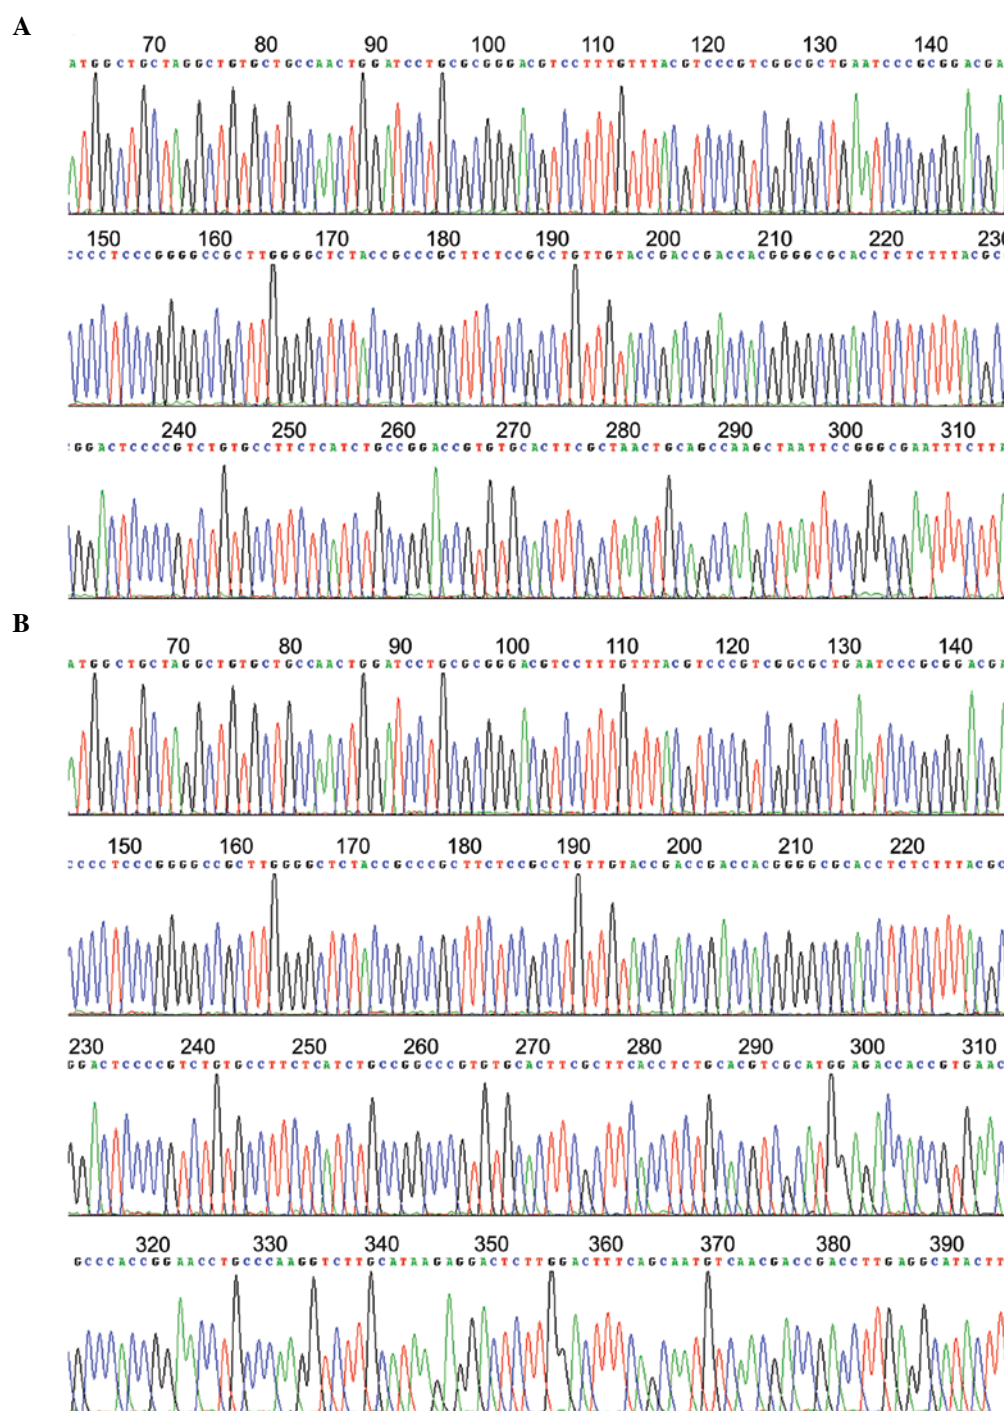 A
70 80 90 100 110 120 130 140
ATGGCTGCTAGGCTGTGCTGCCAACTGGATCCTGCGCGGGACGTCCTTTGTTTACGTCCCGTCGGCGCTGAATCCCGCGGACGA
150 160 170 180 190 200 210 220 230
CCCCTCCCGGGGCCGCTTGGGGCTCTACCGCCCGCTTCTCCGCCTGTTGTACCGACCGACCACGGGGCGCACCTCTCTTTACGC
240 250 260 270 280 290 300 310
CGGACTCCCCGTCTGTGCCTTCTCATCTGCCGGACCGTGTGCACTTCGCTAACTGCAGCCAAGCTAATTCCGGGCGAATTTCTTA
B
70 80 90 100 110 120 130 140
ATGGCTGCTAGGCTGTGCTGCCAACTGGATCCTGCGCGGGACGTCCTTTGTTTACGTCCCGTCGGCGCTGAATCCCGCGGACGA
150 160 170 180 190 200 210 220
CCCCTCCCGGGGCCGCTTGGGGCTCTACCGCCCGCTTCTCCGCCTGTTGTACCGACCGACCACGGGGCGCACCTCTCTTTACGC
230 240 250 260 270 280 290 300 310
GGACTCCCCGTCTGTGCCTTCTCATCTGCCGGCCCGTGTGCACTTCGCTTCACCTCTGCACGTCGCATGGAGACCACCGTGAAC
320 330 340 350 360 370 380 390
GCCCACCGGAACCTGCCCAAGGTCTTGCATAAGAGGACTCTTGGACTTTCAGCAATGTCAACGACCGACCTTGAGGCATACTT